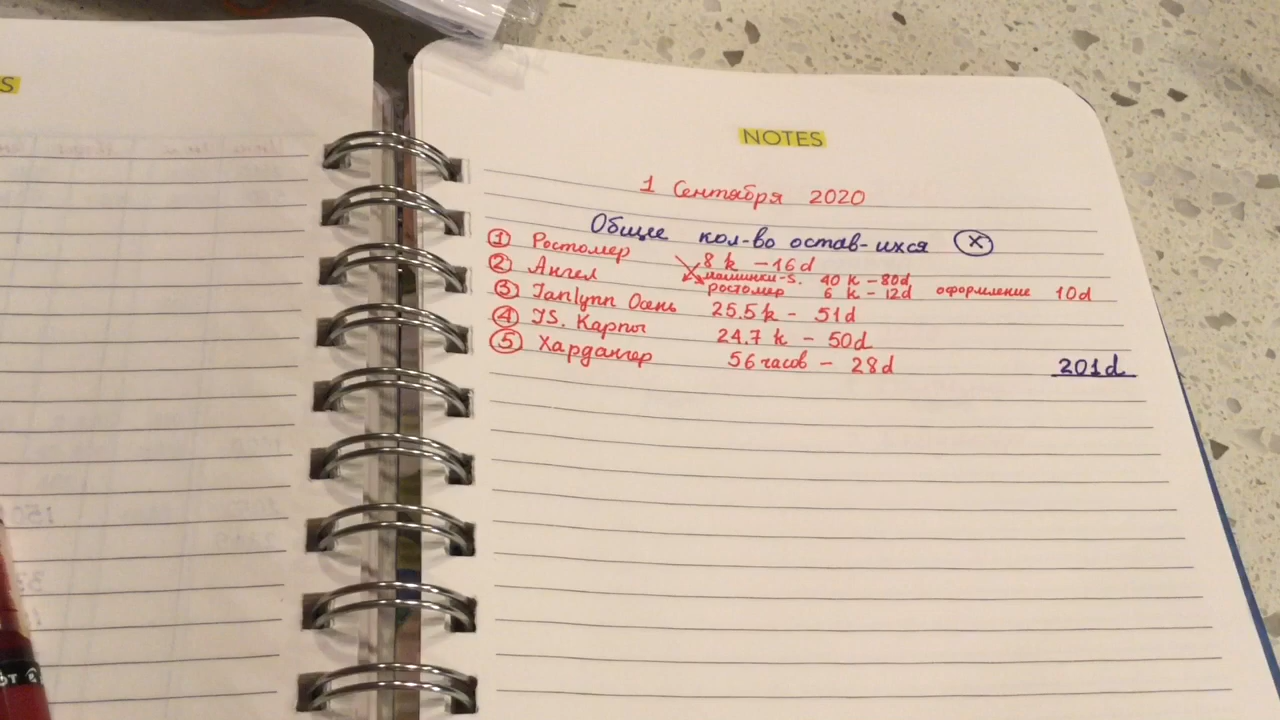 S
NOTES
1 Сентября 2020
Общее кол-во остав-ихся X
1 Ростомер 8 k - 16d
2 Ангел машинки-S. 40 k - 80d
ростомер 6 k - 12d оформление 10d
3 Janlynn Осень 25.5 k - 51d
4 JS. Карпы 24.7 k - 50d
5 Хардангер 56 часов - 28d
201d